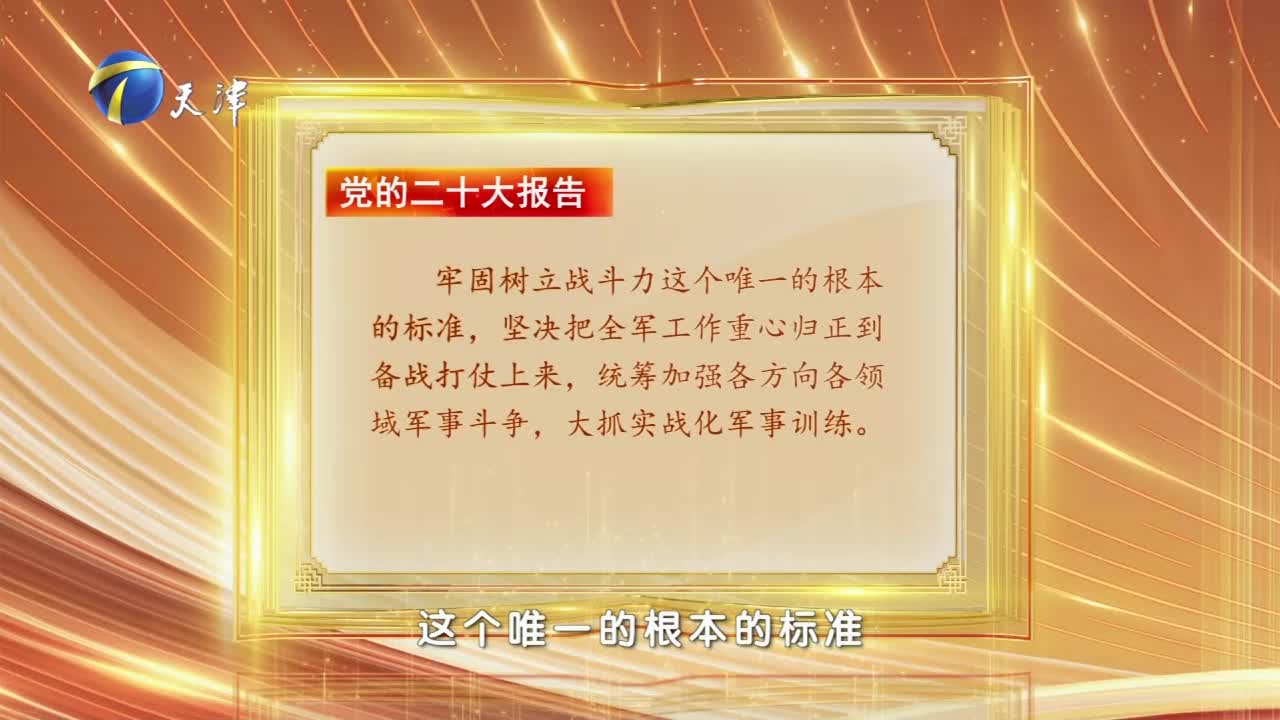 天津
党的二十大报告
牢固树立战斗力这个唯一的根本
的标准，坚决把全军工作重心归正到
备战打仗上来，统筹加强各方向各领
域军事斗争，大抓实战化军事训练。
这个唯一的根本的标准